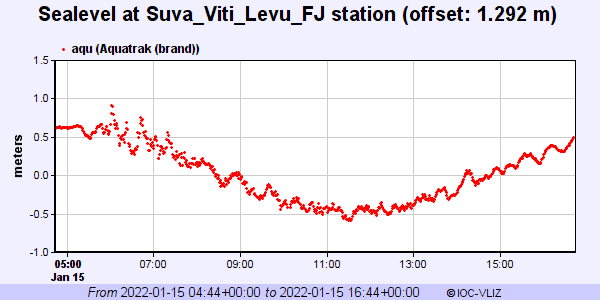 Sealevel at Suva_Viti_Levu_FJ station (offset: 1.292 m)
aqu (Aquatrak (brand))
1.5
1.0
0.5
0.0
-0.5
-1.0
meters
05:00 07:00 09:00 11:00 13:00 15:00
Jan 15
From 2022-01-15 04:44+00:00 to 2022-01-15 16:44+00:00 © IOC-VLIZ